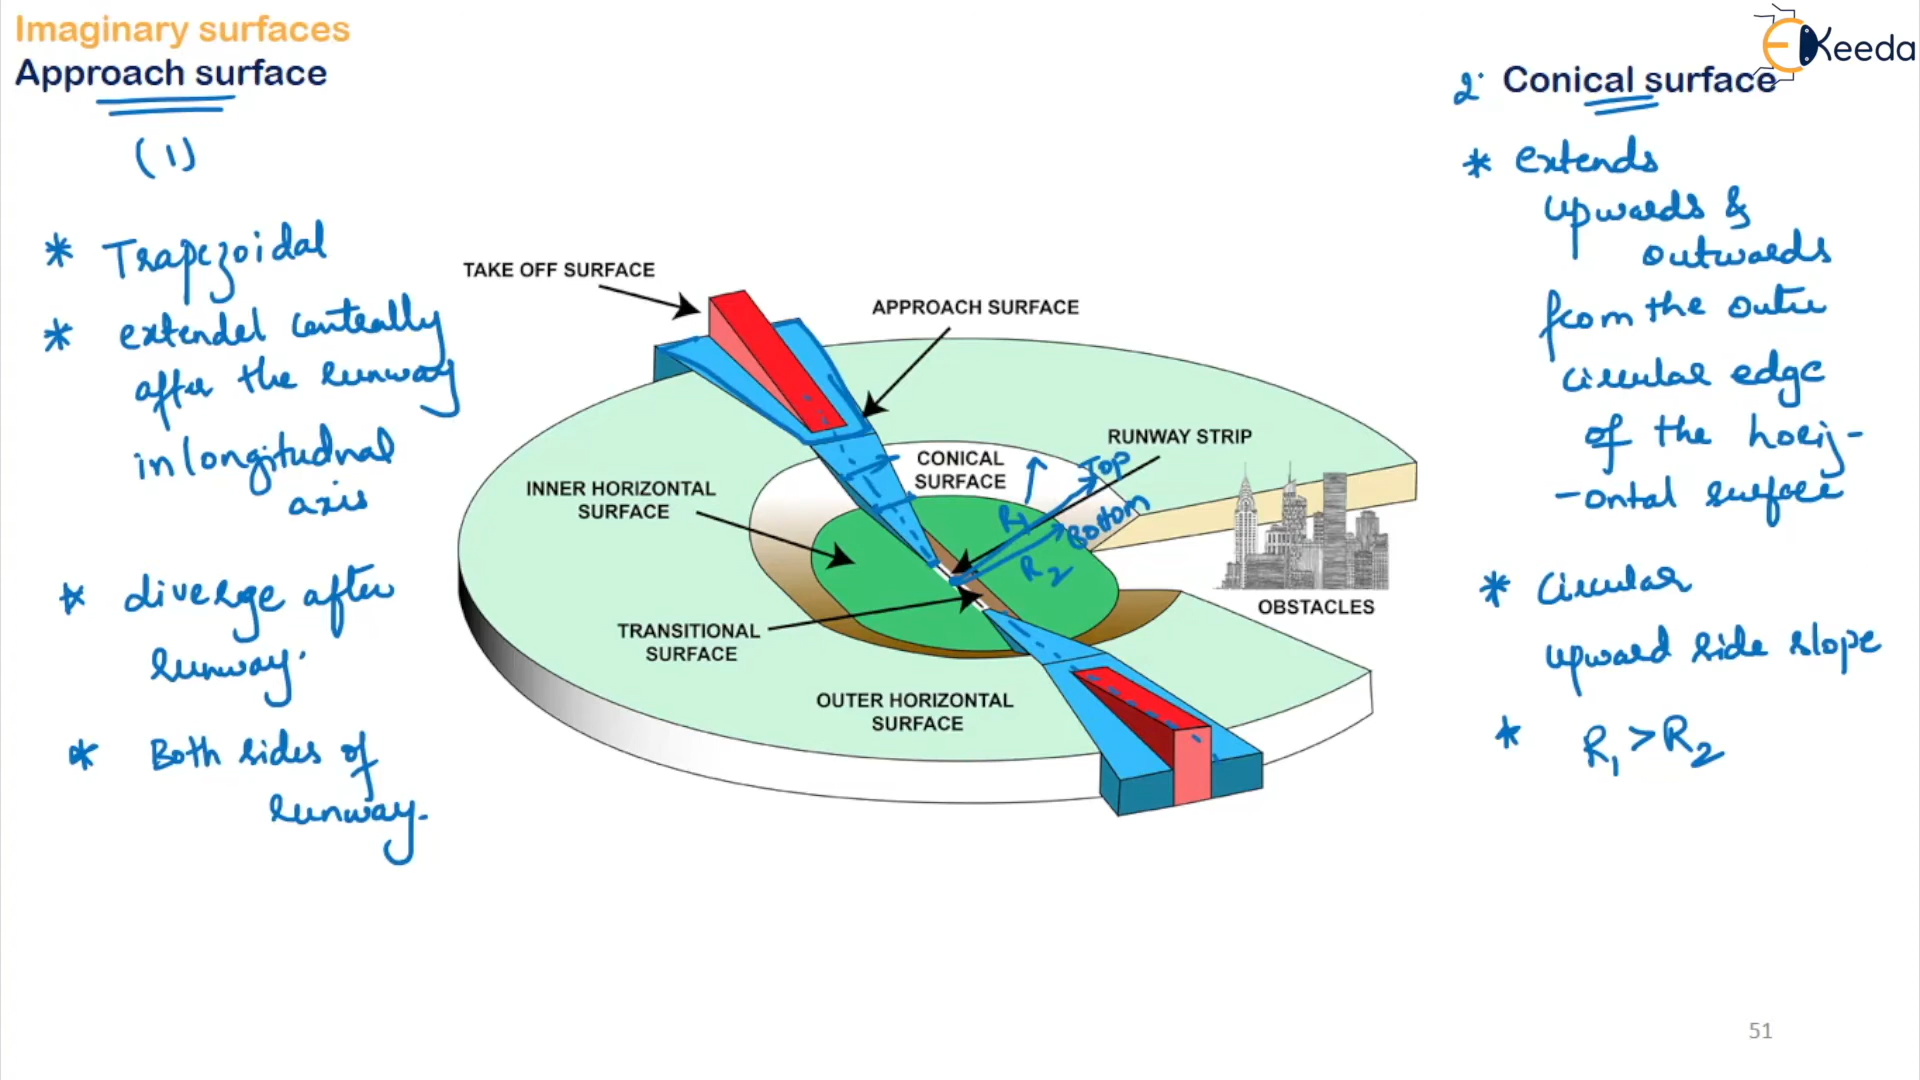 Imaginary surfaces
Approach surface
(1)
* Trapezoidal
* extended centrally
after the runway
in longitudnal
axis
* diverge after
runway.
* Both sides of
runway.
TAKE OFF SURFACE
APPROACH SURFACE
RUNWAY STRIP
CONICAL
SURFACE
Top
Bottom
R1
R2
INNER HORIZONTAL
SURFACE
TRANSITIONAL
SURFACE
OUTER HORIZONTAL
SURFACE
OBSTACLES
EKeeda
2. Conical surface
* extends
upwards &
outwards
from the outer
circular edge
of the horiz-
-ontal surface
* Circular
upward side slope
* R1 > R2
51